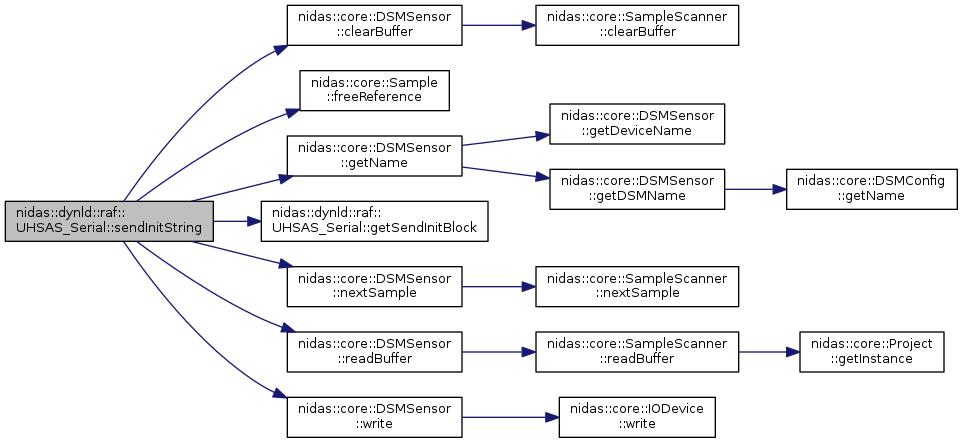 nidas::core::DSMSensor
::clearBuffer
nidas::core::SampleScanner
::clearBuffer
nidas::core::Sample
::freeReference
nidas::core::DSMSensor
::getName
nidas::core::DSMSensor
::getDeviceName
nidas::core::DSMSensor
::getDSMName
nidas::core::DSMConfig
::getName
nidas::dynld::raf::
UHSAS_Serial::sendInitString
nidas::dynld::raf::
UHSAS_Serial::getSendInitBlock
nidas::core::DSMSensor
::nextSample
nidas::core::SampleScanner
::nextSample
nidas::core::DSMSensor
::readBuffer
nidas::core::SampleScanner
::readBuffer
nidas::core::Project
::getInstance
nidas::core::DSMSensor
::write
nidas::core::IODevice
::write